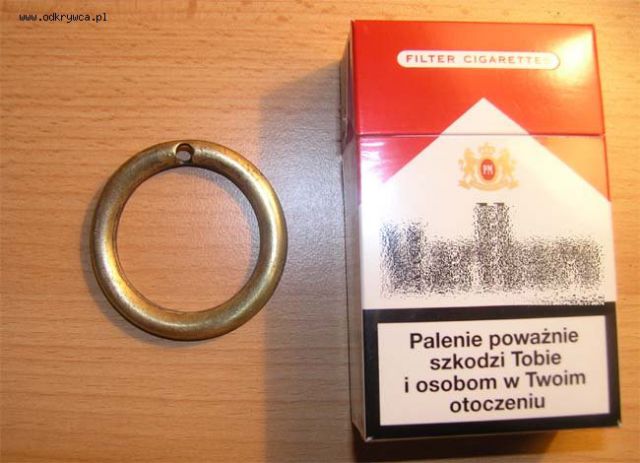 www.odkrywca.pl
FILTER CIGARETTES
PM
Palenie poważnie
szkodzi Tobie
i osobom w Twoim
otoczeniu